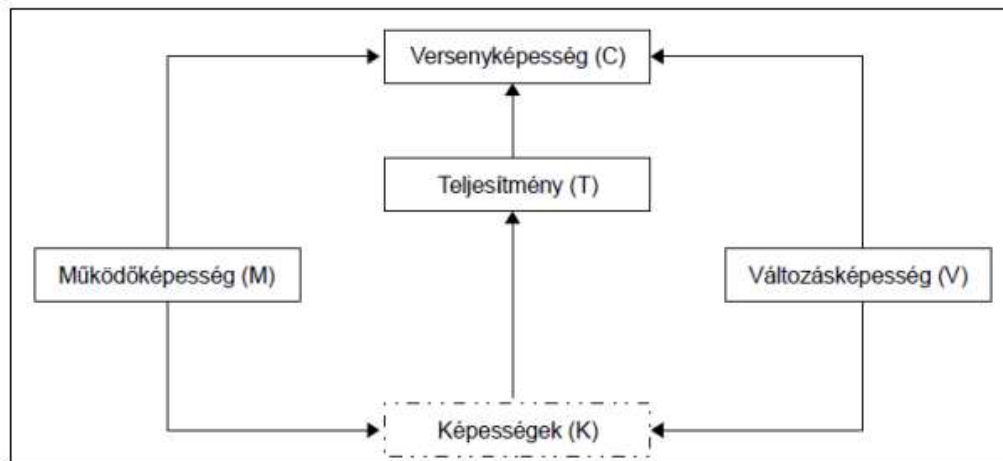 Versenyképesség (C)
Teljesítmény (T)
Működőképesség (M)
Változásképesség (V)
Képességek (K)